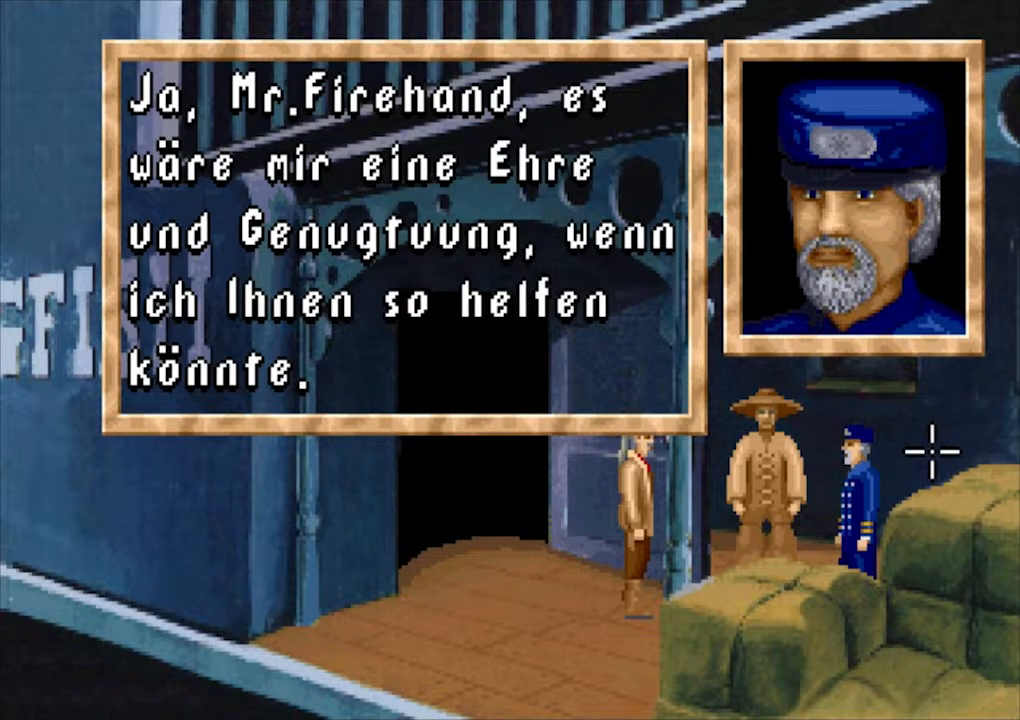 Ja, Mr.Firehand, es
wäre mir eine Ehre
und Genugtuung, wenn
ich Ihnen so helfen
könnte.